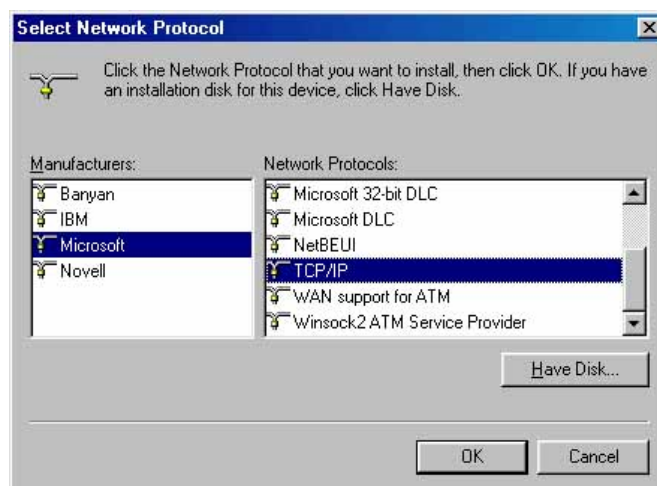 Select Network Protocol
Click the Network Protocol that you want to install, then click OK. If you have
an installation disk for this device, click Have Disk.
Manufacturers:
Banyan
IBM
Microsoft
Novell
Network Protocols:
Microsoft 32-bit DLC
Microsoft DLC
NetBEUI
TCP/IP
WAN support for ATM
Winsock2 ATM Service Provider
Have Disk...
OK
Cancel